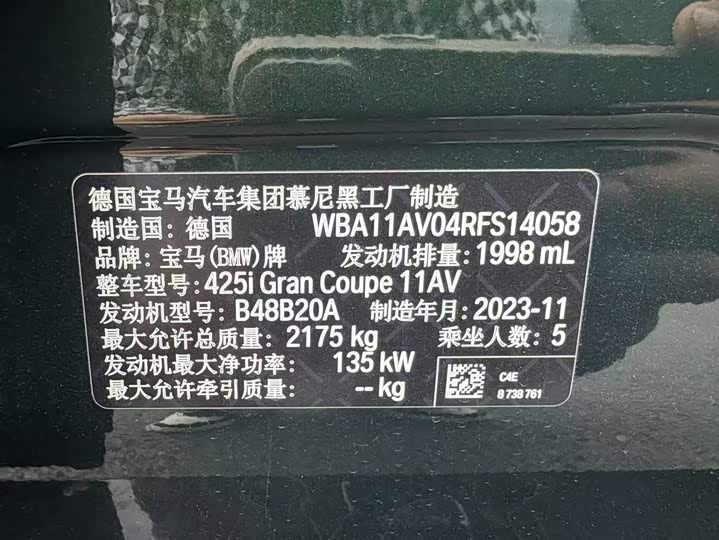 德国宝马汽车集团慕尼黑工厂制造
制造国: 德国 WBA11AV04RFS14058
品牌: 宝马(BMW)牌 发动机排量: 1998 mL
整车型号: 425i Gran Coupe 11AV
发动机型号: B48B20A 制造年月: 2023-11
最大允许总质量: 2175 kg 乘坐人数: 5
发动机最大净功率: 135 kW
最大允许牵引质量: -- kg
C4E
8 738 761